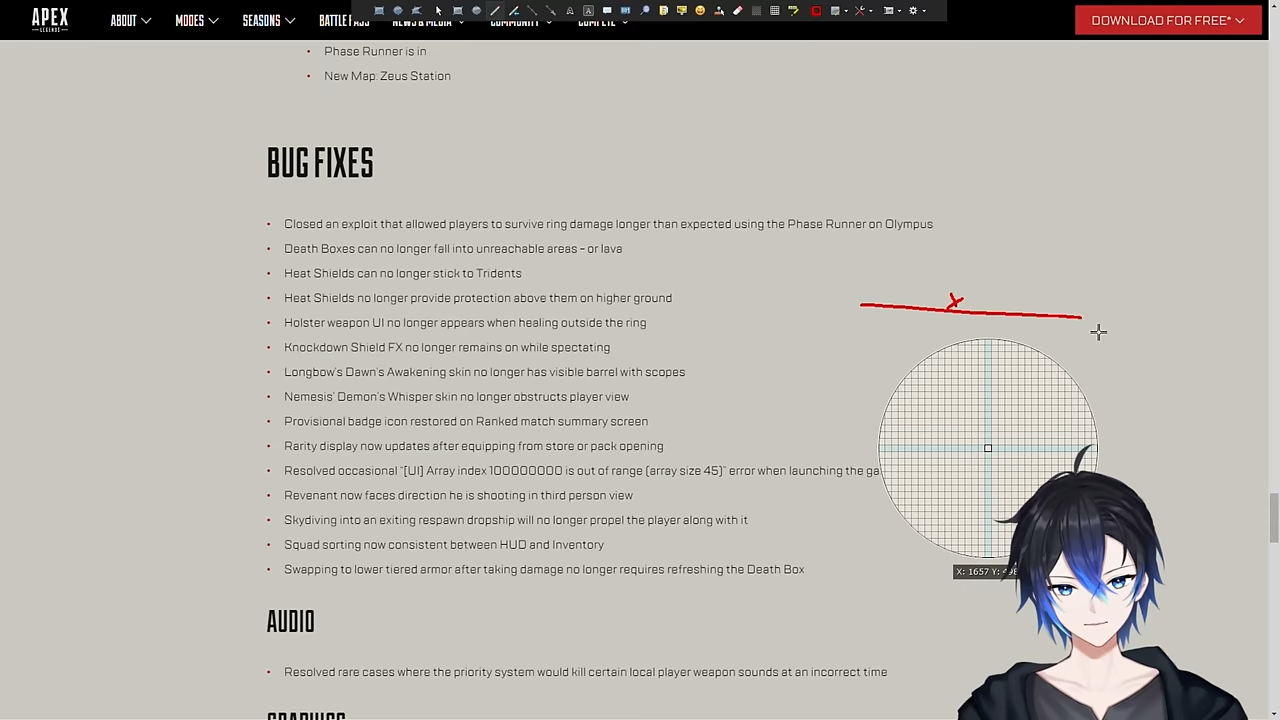 APEX
LEGENDS
ABOUT
MODES
SEASONS
BATTLE PASS
NEWS & MEDIA
COMMUNITY
COMPETE
DOWNLOAD FOR FREE*
• Phase Runner is in
• New Map: Zeus Station
BUG FIXES
• Closed an exploit that allowed players to survive ring damage longer than expected using the Phase Runner on Olympus
• Death Boxes can no longer fall into unreachable areas – or lava
• Heat Shields can no longer stick to Tridents
• Heat Shields no longer provide protection above them on higher ground
• Holster weapon UI no longer appears when healing outside the ring
• Knockdown Shield FX no longer remains on while spectating
• Longbow's Dawn's Awakening skin no longer has visible barrel with scopes
• Nemesis' Demon's Whisper skin no longer obstructs player view
• Provisional badge icon restored on Ranked match summary screen
• Rarity display now updates after equipping from store or pack opening
• Resolved occasional "[UI] Array index 100000000 is out of range (array size 45)" error when launching the ga
• Revenant now faces direction he is shooting in third person view
• Skydiving into an exiting respawn dropship will no longer propel the player along with it
• Squad sorting now consistent between HUD and Inventory
• Swapping to lower tiered armor after taking damage no longer requires refreshing the Death Box
X: 1657 Y:
AUDIO
• Resolved rare cases where the priority system would kill certain local player weapon sounds at an incorrect time
GRAPHICS